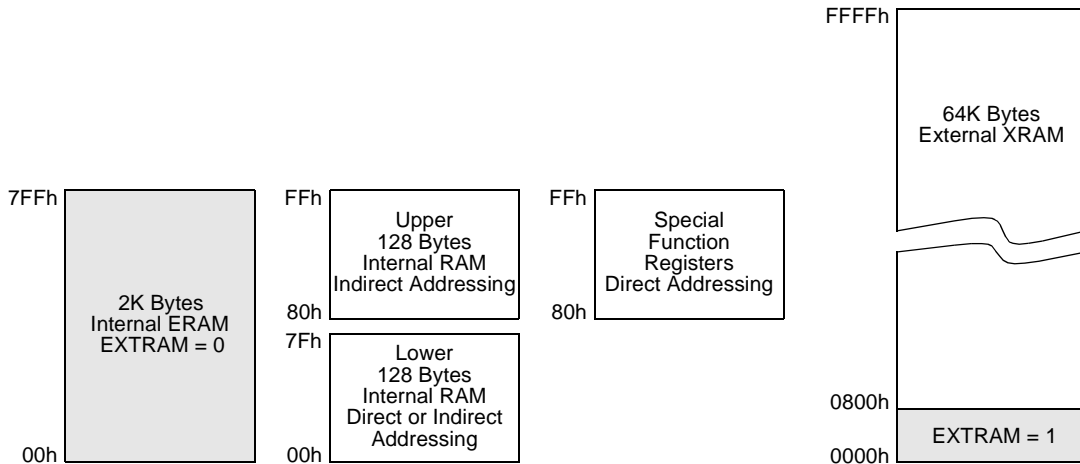 7FFh
2K Bytes
Internal ERAM
EXTRAM = 0
00h
FFh
Upper
128 Bytes
Internal RAM
Indirect Addressing
80h
7Fh
Lower
128 Bytes
Internal RAM
Direct or Indirect
Addressing
00h
FFh
Special
Function
Registers
Direct Addressing
80h
FFFFh
64K Bytes
External XRAM
0800h
EXTRAM = 1
0000h